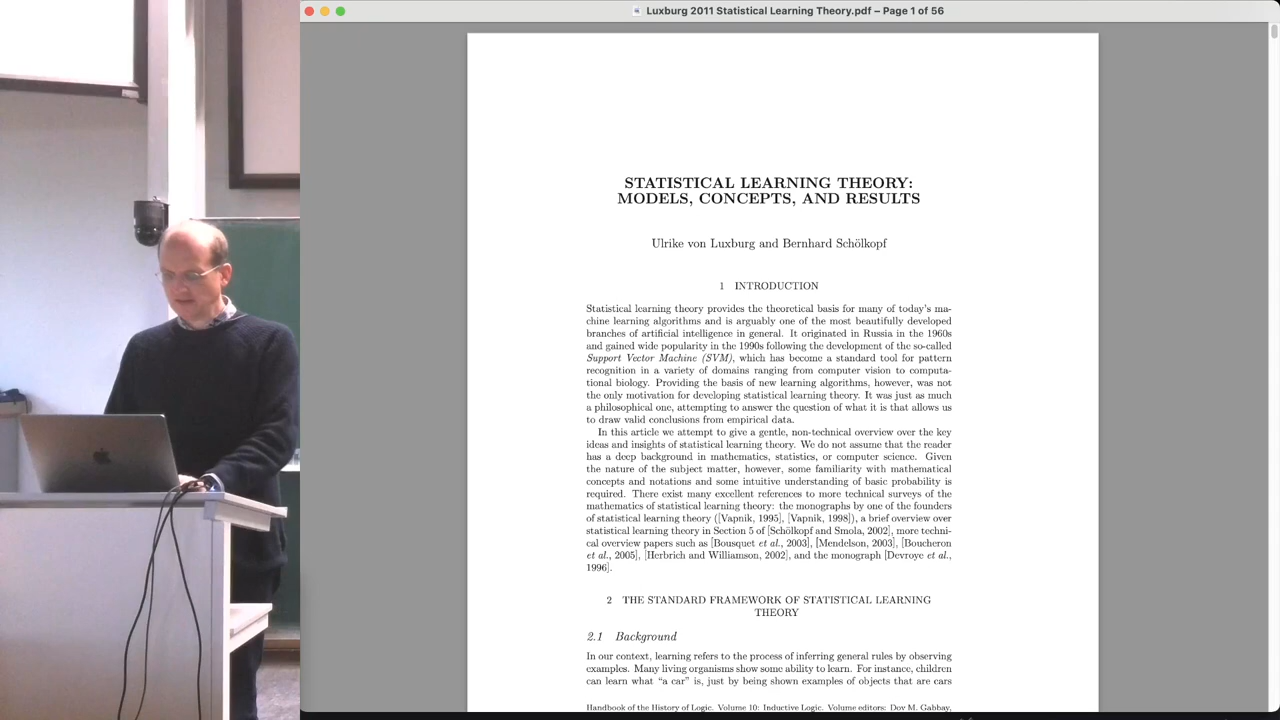 Luxburg 2011 Statistical Learning Theory.pdf – Page 1 of 56
STATISTICAL LEARNING THEORY:
MODELS, CONCEPTS, AND RESULTS
Ulrike von Luxburg and Bernhard Schölkopf
1 INTRODUCTION
Statistical learning theory provides the theoretical basis for many of today's ma-
chine learning algorithms and is arguably one of the most beautifully developed
branches of artificial intelligence in general. It originated in Russia in the 1960s
and gained wide popularity in the 1990s following the development of the so-called
Support Vector Machine (SVM), which has become a standard tool for pattern
recognition in a variety of domains ranging from computer vision to computa-
tional biology. Providing the basis of new learning algorithms, however, was not
the only motivation for developing statistical learning theory. It was just as much
a philosophical one, attempting to answer the question of what it is that allows us
to draw valid conclusions from empirical data.
In this article we attempt to give a gentle, non-technical overview over the key
ideas and insights of statistical learning theory. We do not assume that the reader
has a deep background in mathematics, statistics, or computer science. Given
the nature of the subject matter, however, some familiarity with mathematical
concepts and notations and some intuitive understanding of basic probability is
required. There exist many excellent references to more technical surveys of the
mathematics of statistical learning theory: the monographs by one of the founders
of statistical learning theory ([Vapnik, 1995], [Vapnik, 1998]), a brief overview over
statistical learning theory in Section 5 of [Schölkopf and Smola, 2002], more techni-
cal overview papers such as [Bousquet et al., 2003], [Mendelson, 2003], [Boucheron
et al., 2005], [Herbrich and Williamson, 2002], and the monograph [Devroye et al.,
1996].
2 THE STANDARD FRAMEWORK OF STATISTICAL LEARNING
THEORY
2.1 Background
In our context, learning refers to the process of inferring general rules by observing
examples. Many living organisms show some ability to learn. For instance, children
can learn what “a car” is, just by being shown examples of objects that are cars
Handbook of the History of Logic. Volume 10: Inductive Logic. Volume editors: Dov M. Gabbay,